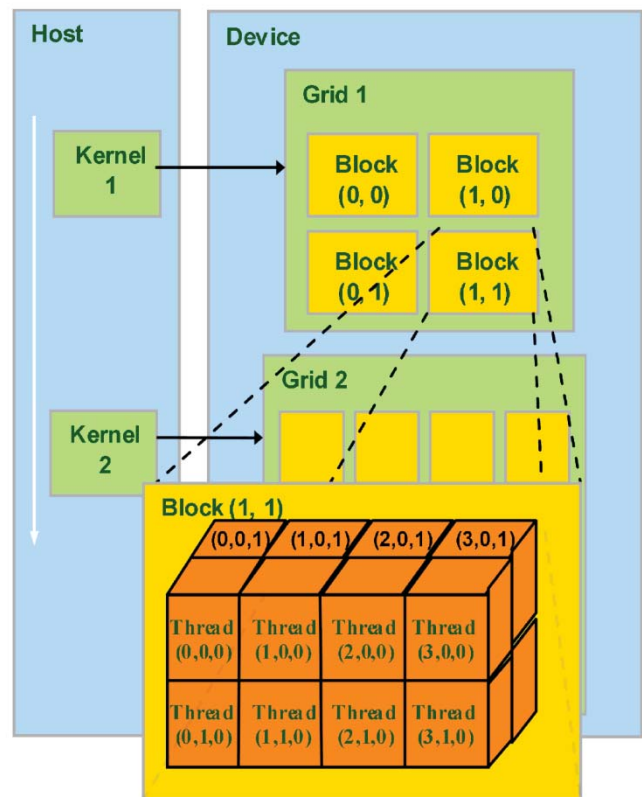 Host
Device
Grid 1
Kernel
1
Block
(0, 0)
Block
(1, 0)
Block
(0, 1)
Block
(1, 1)
Grid 2
Kernel
2
Block (1, 1)
(0,0,1)
(1,0,1)
(2,0,1)
(3,0,1)
Thread
(0,0,0)
Thread
(1,0,0)
Thread
(2,0,0)
Thread
(3,0,0)
Thread
(0,1,0)
Thread
(1,1,0)
Thread
(2,1,0)
Thread
(3,1,0)